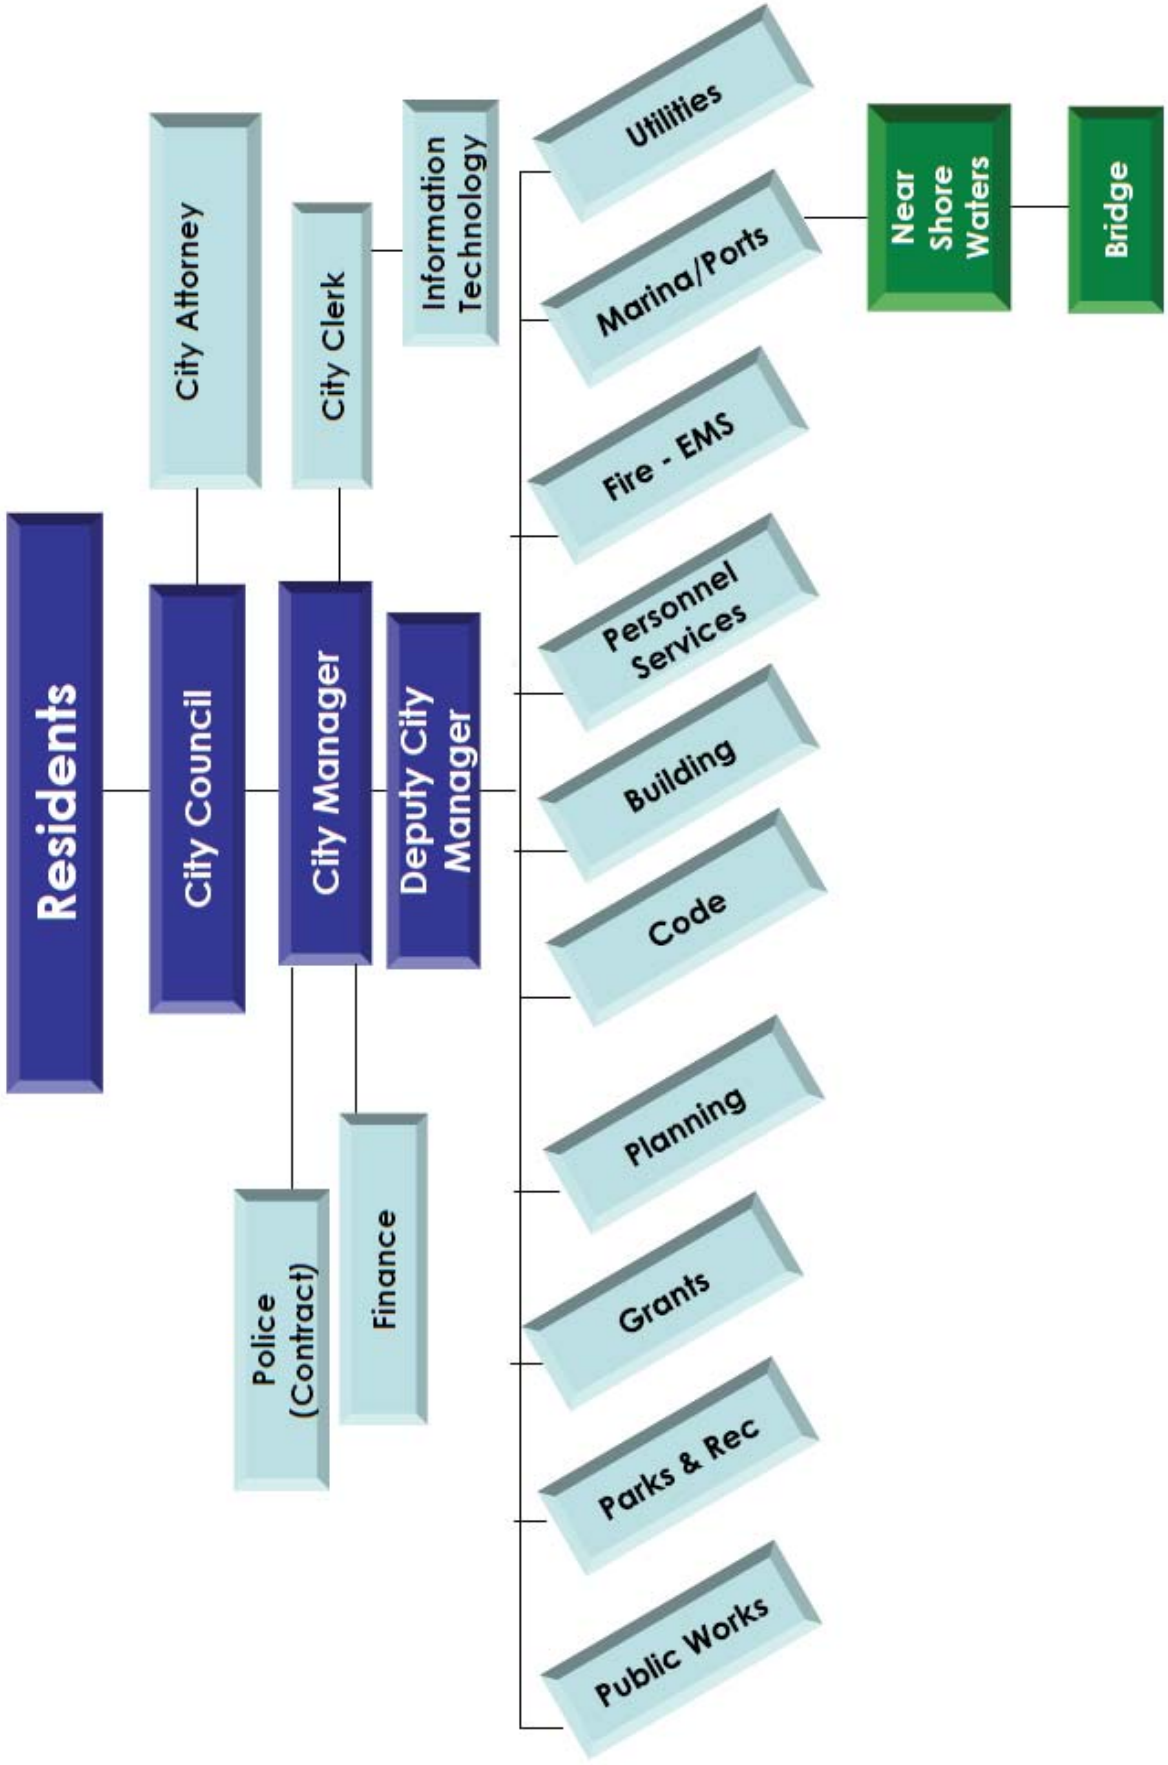 Residents
City Council
City Attorney
City Manager
City Clerk
Police
(Contract)
Finance
Deputy City
Manager
Information
Technology
Public Works
Parks & Rec
Grants
Planning
Code
Building
Personnel
Services
Fire - EMS
Marina/Ports
Utilities
Near
Shore
Waters
Bridge